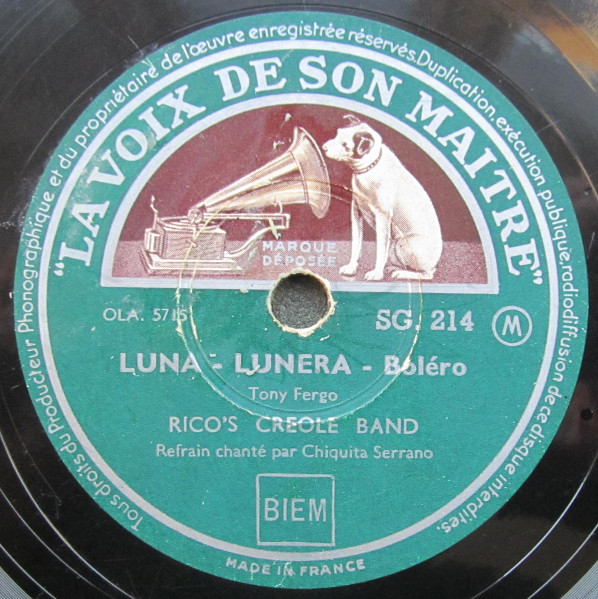 Tous droits du Producteur Phonographique et du propriétaire de l'œuvre enregistrée réservés. Duplication, exécution publique, radiodiffusion de ce disque interdites.
"LA VOIX DE SON MAITRE"
MARQUE
DÉPOSÉE
OLA. 5715 SG. 214 M
LUNA - LUNERA - Boléro
Tony Fergo
RICO'S CREOLE BAND
Refrain chanté par Chiquita Serrano
BIEM
MADE IN FRANCE